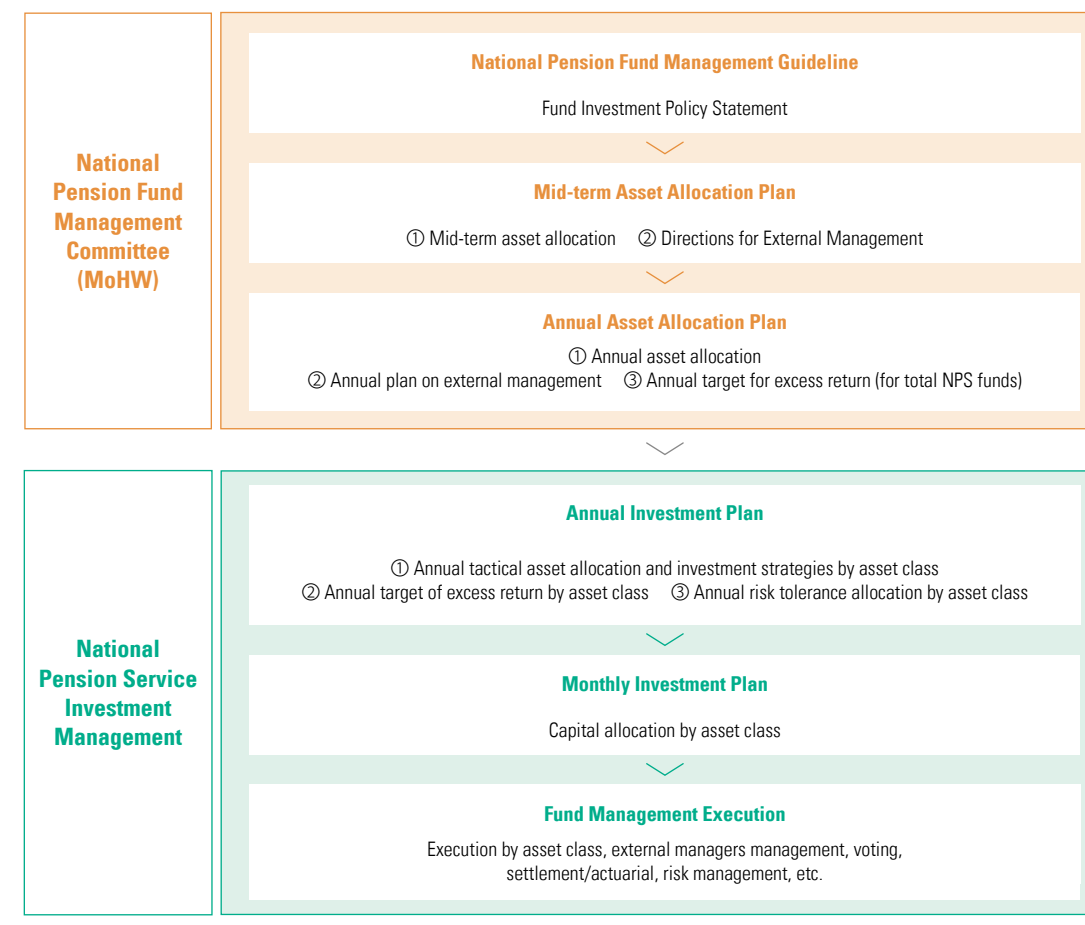 National
Pension Fund
Management
Committee
(MoHW)
National Pension Fund Management Guideline
Fund Investment Policy Statement
Mid-term Asset Allocation Plan
① Mid-term asset allocation ② Directions for External Management
Annual Asset Allocation Plan
① Annual asset allocation
② Annual plan on external management ③ Annual target for excess return (for total NPS funds)
National
Pension Service
Investment
Management
Annual Investment Plan
① Annual tactical asset allocation and investment strategies by asset class
② Annual target of excess return by asset class ③ Annual risk tolerance allocation by asset class
Monthly Investment Plan
Capital allocation by asset class
Fund Management Execution
Execution by asset class, external managers management, voting,
settlement/actuarial, risk management, etc.